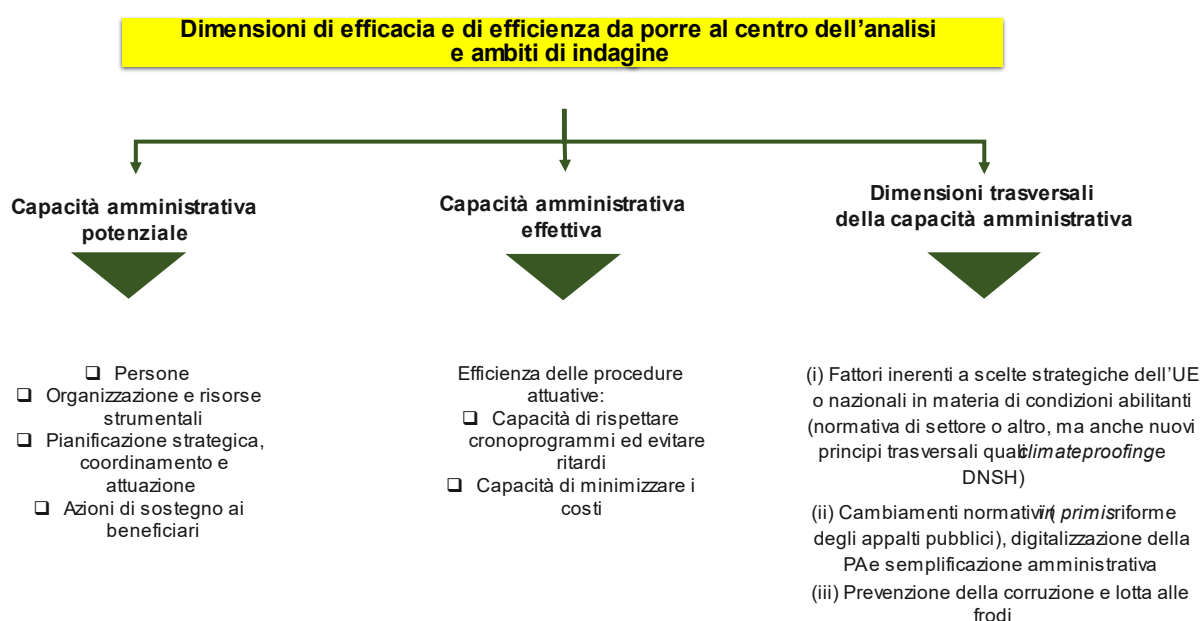 Dimensioni di efficacia e di efficienza da porre al centro dell'analisi
e ambiti di indagine
Capacità amministrativa
potenziale
❑ Persone
❑ Organizzazione e risorse
strumentali
❑ Pianificazione strategica,
coordinamento e
attuazione
❑ Azioni di sostegno ai
beneficiari
Capacità amministrativa
effettiva
Efficienza delle procedure
attuative:
❑ Capacità di rispettare
cronoprogrammi ed evitare
ritardi
❑ Capacità di minimizzare i
costi
Dimensioni trasversali
della capacità amministrativa
(i) Fattori inerenti a scelte strategiche dell'UE
o nazionali in materia di condizioni abilitanti
(normativa di settore o altro, ma anche nuovi
principi trasversali quali climateproofing e
DNSH)
(ii) Cambiamenti normativi (in primis riforme
degli appalti pubblici), digitalizzazione della
PA e semplificazione amministrativa
(iii) Prevenzione della corruzione e lotta alle
frodi